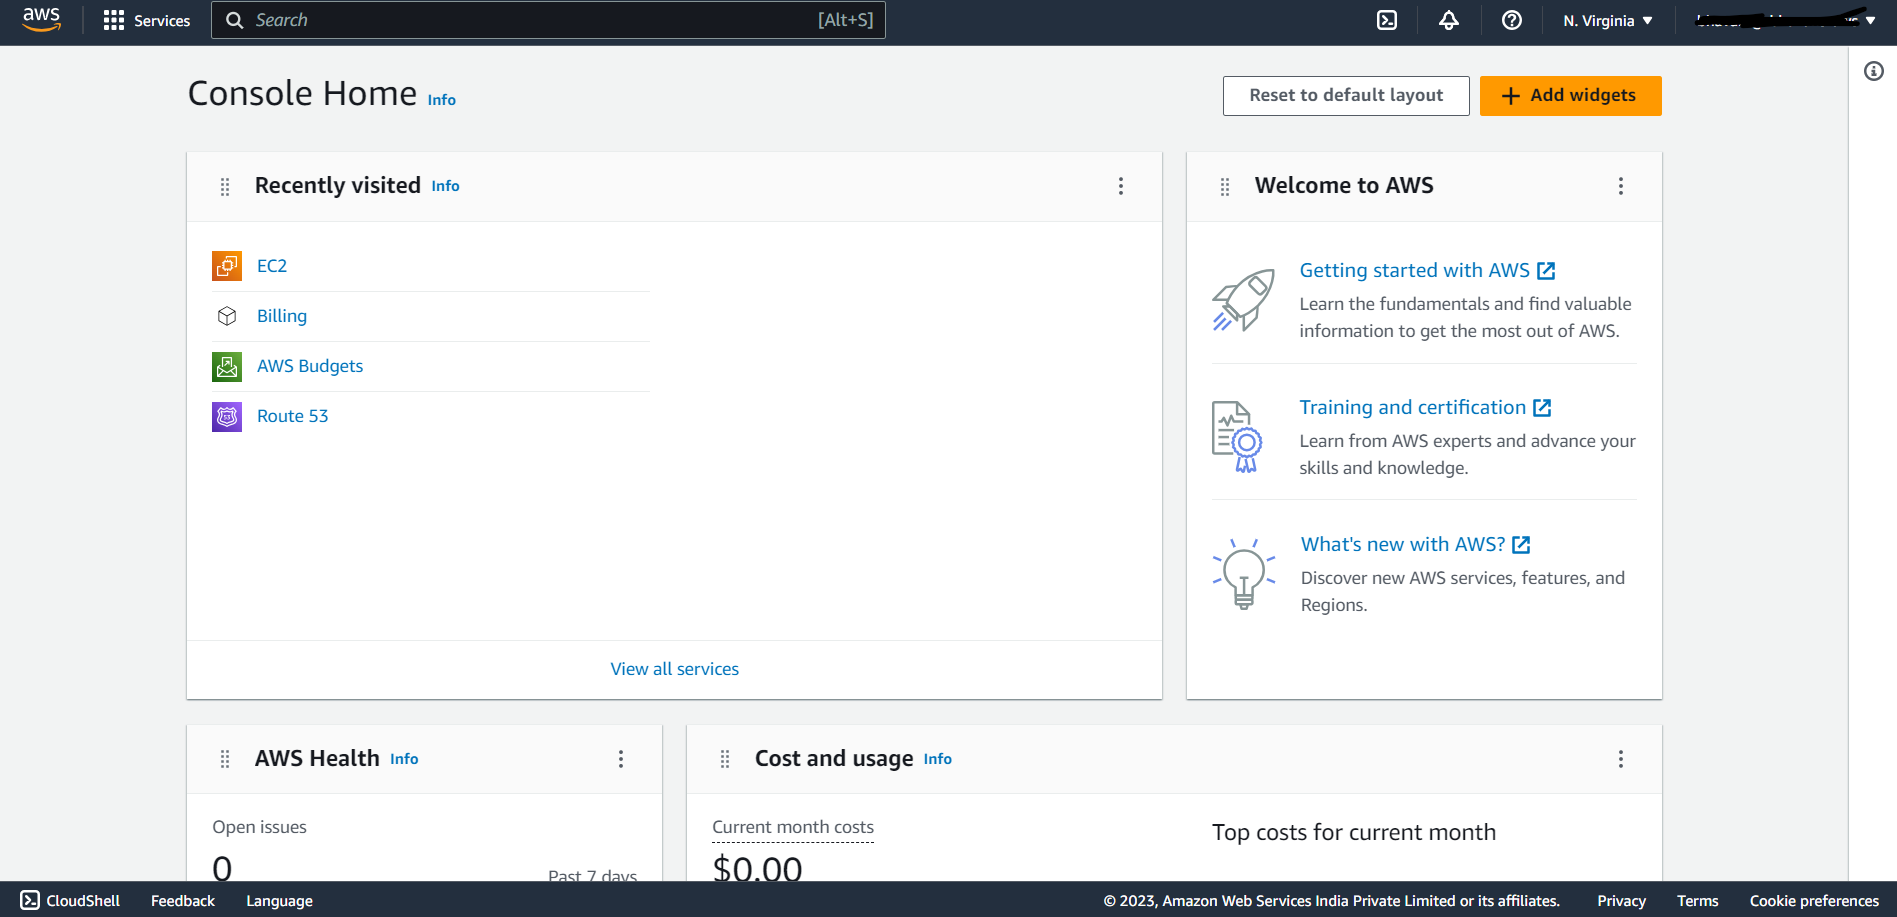 aws Services Search [Alt+S] N. Virginia
Console Home Info Reset to default layout Add widgets
Recently visited Info
EC2
Billing
AWS Budgets
Route 53
View all services
Welcome to AWS
Getting started with AWS
Learn the fundamentals and find valuable
information to get the most out of AWS.
Training and certification
Learn from AWS experts and advance your
skills and knowledge.
What's new with AWS?
Discover new AWS services, features, and
Regions.
AWS Health Info
Open issues
0
Past 7 days
Cost and usage Info
Current month costs
$0.00
Top costs for current month
CloudShell Feedback Language © 2023, Amazon Web Services India Private Limited or its affiliates. Privacy Terms Cookie preferences